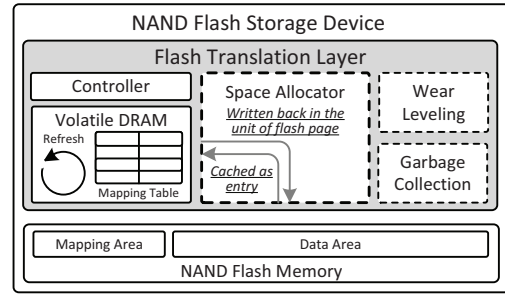 NAND Flash Storage Device
Flash Translation Layer
Controller
Volatile DRAM
Refresh
Mapping Table
Space Allocator
Written back in the
unit of flash page
Cached as
entry
Wear
Leveling
Garbage
Collection
Mapping Area
Data Area
NAND Flash Memory